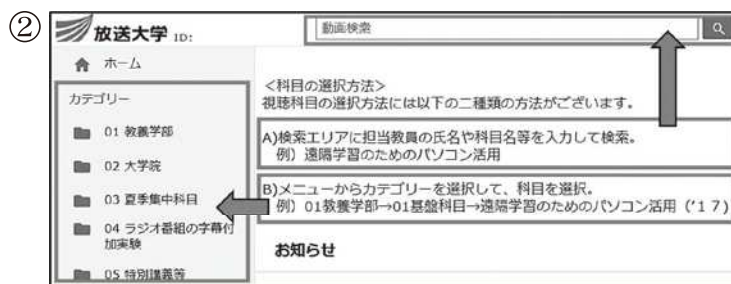 ②
放送大学 ID:
動画検索
ホーム
カテゴリー
01 教養学部
02 大学院
03 夏季集中科目
04 ラジオ番組の字幕付
加実験
05 特別講義等
<科目の選択方法>
視聴科目の選択方法には以下の二種類の方法がございます。
A)検索エリアに担当教員の氏名や科目名等を入力して検索。
例）遠隔学習のためのパソコン活用
B)メニューからカテゴリーを選択して、科目を選択。
例）01教養学部→01基盤科目→遠隔学習のためのパソコン活用（'１７）
お知らせ